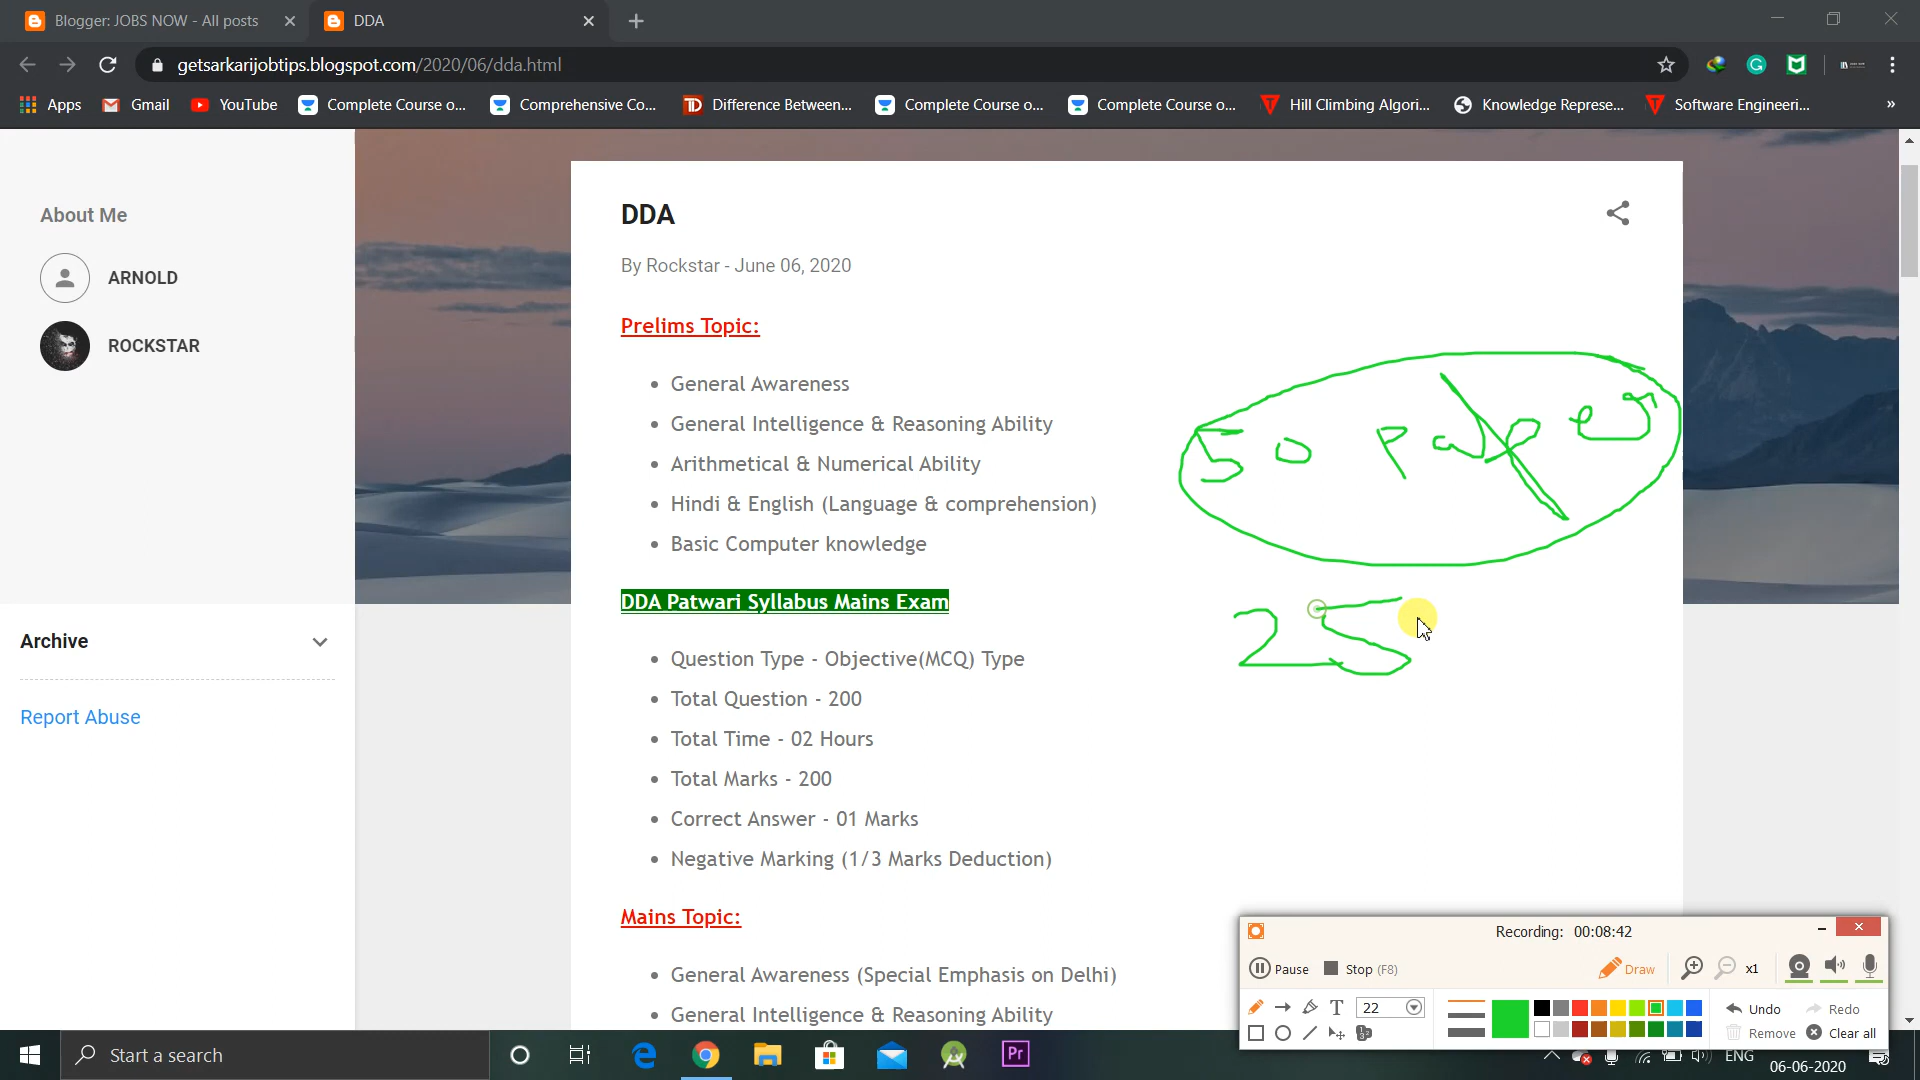 Blogger: JOBS NOW - All posts
DDA
getsarkarijobtips.blogspot.com/2020/06/dda.html
Apps
Gmail
YouTube
Complete Course o...
Comprehensive Co...
Difference Between...
Complete Course o...
Complete Course o...
Hill Climbing Algori...
Knowledge Represe...
Software Engineeri...
»
About Me
ARNOLD
ROCKSTAR
Archive
Report Abuse
DDA
By Rockstar - June 06, 2020
Prelims Topic:
• General Awareness
• General Intelligence & Reasoning Ability
• Arithmetical & Numerical Ability
• Hindi & English (Language & comprehension)
• Basic Computer knowledge
50 paper
DDA Patwari Syllabus Mains Exam
25
• Question Type - Objective(MCQ) Type
• Total Question - 200
• Total Time - 02 Hours
• Total Marks - 200
• Correct Answer - 01 Marks
• Negative Marking (1/3 Marks Deduction)
Mains Topic:
• General Awareness (Special Emphasis on Delhi)
• General Intelligence & Reasoning Ability
Recording: 00:08:42
Pause
Stop (F8)
Draw
x1
T
22
Undo
Redo
Remove
Clear all
Start a search
Pr
ENG
06-06-2020